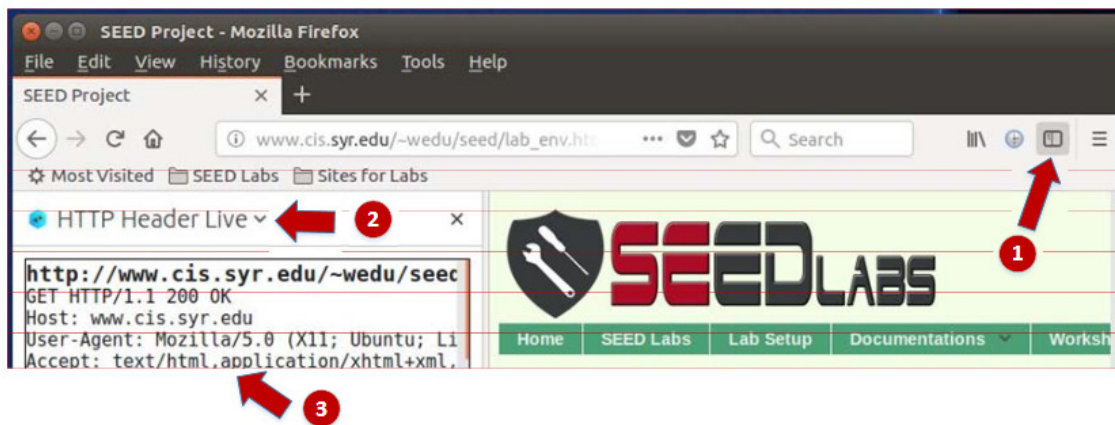 SEED Project - Mozilla Firefox
File Edit View History Bookmarks Tools Help
SEED Project
www.cis.syr.edu/~wedu/seed/lab_env.ht ... Search
Most Visited SEED Labs Sites for Labs
HTTP Header Live 2
1
http://www.cis.syr.edu/~wedu/seed
GET HTTP/1.1 200 OK
Host: www.cis.syr.edu
User-Agent: Mozilla/5.0 (X11; Ubuntu; Li
Accept: text/html,application/xhtml+xml,
SEEDLABS
Home SEED Labs Lab Setup Documentations Worksh
3